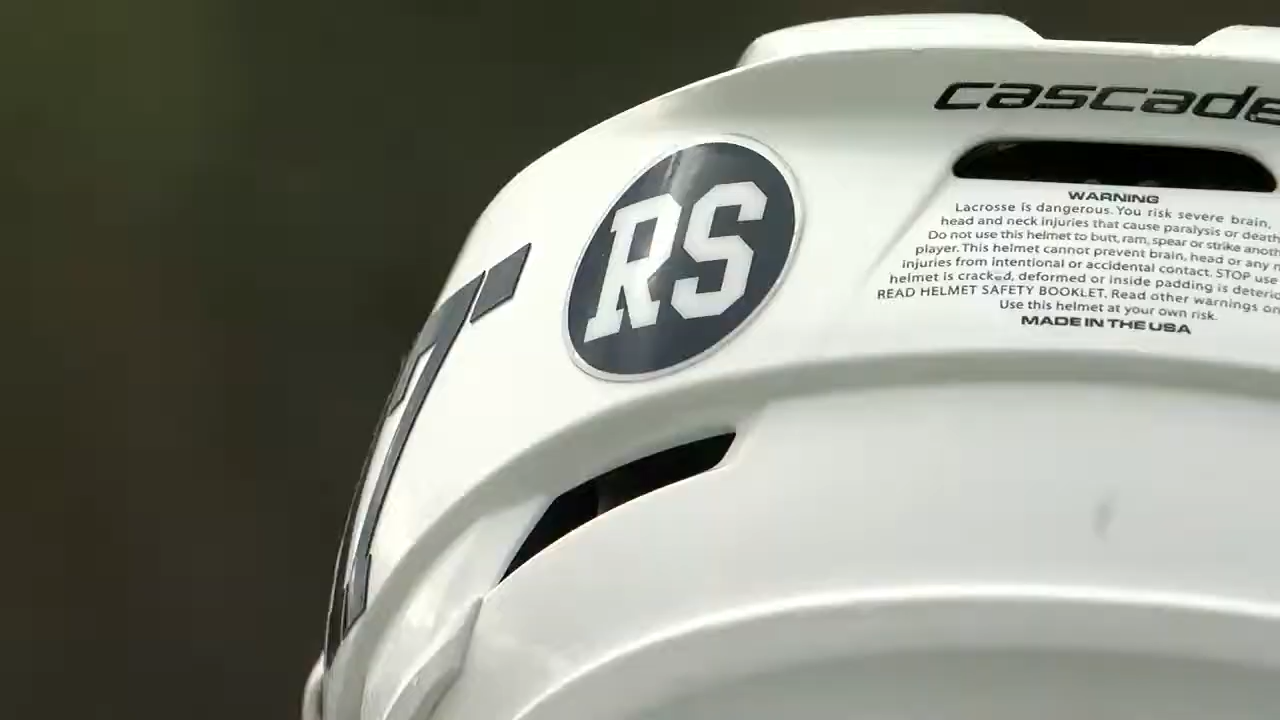 cascade
RS
WARNING
Lacrosse is dangerous. You risk severe brain,
head and neck injuries that cause paralysis or death
Do not use this helmet to butt, ram, spear or strike
player. This helmet cannot prevent brain, head or any
injuries from intentional or accidental contact. STOP use
helmet is cracked, deformed or inside padding is
READ HELMET SAFETY BOOKLET. Read other warnings on
Use this helmet at your own risk.
MADE IN THE USA